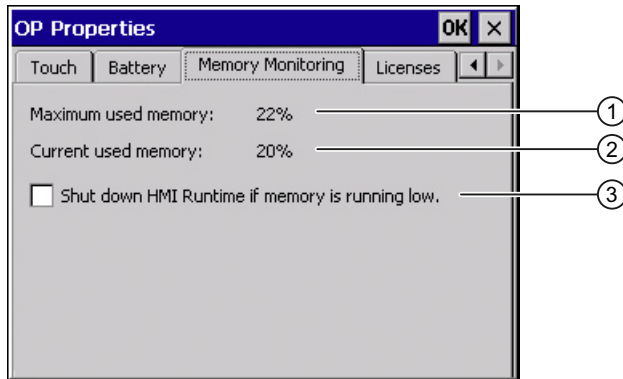 OP Properties OK ×
Touch Battery Memory Monitoring Licenses
Maximum used memory: 22% 1
Current used memory: 20% 2
Shut down HMI Runtime if memory is running low. 3